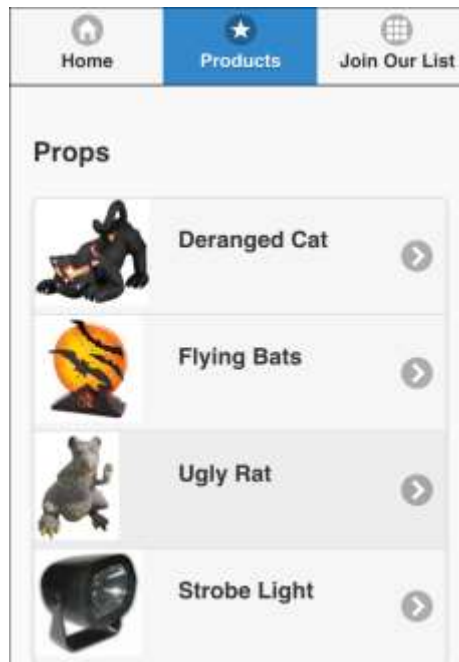 Home
Products
Join Our List
Props
Deranged Cat
Flying Bats
Ugly Rat
Strobe Light